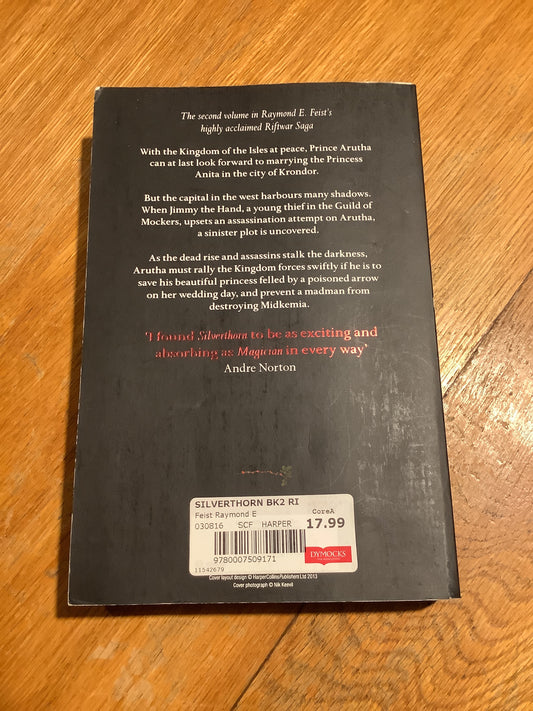 The second volume in Raymond E. Feist's
highly acclaimed Riftwar Saga
With the Kingdom of the Isles at peace, Prince Arutha
can at last look forward to marrying the Princess
Anita in the city of Krondor.
But the capital in the west harbours many shadows.
When Jimmy the Hand, a young thief in the Guild of
Mockers, upsets an assassination attempt on Arutha,
a sinister plot is uncovered.
As the dead rise and assassins stalk the darkness,
Arutha must rally the Kingdom forces swiftly if he is to
save his beautiful princess felled by a poisoned arrow
on her wedding day, and prevent a madman from
destroying Midkemia.
'I found Silverthorn to be as exciting and
absorbing as Magician in every way'
Andre Norton
SILVERTHORN BK2 RI
Feist Raymond E CoreA
030816 SCF HARPER 17.99
9780007509171
DYMOCKS
11542679
Cover layout design © HarperCollinsPublishers Ltd 2013
Cover photograph © Nik Keevil